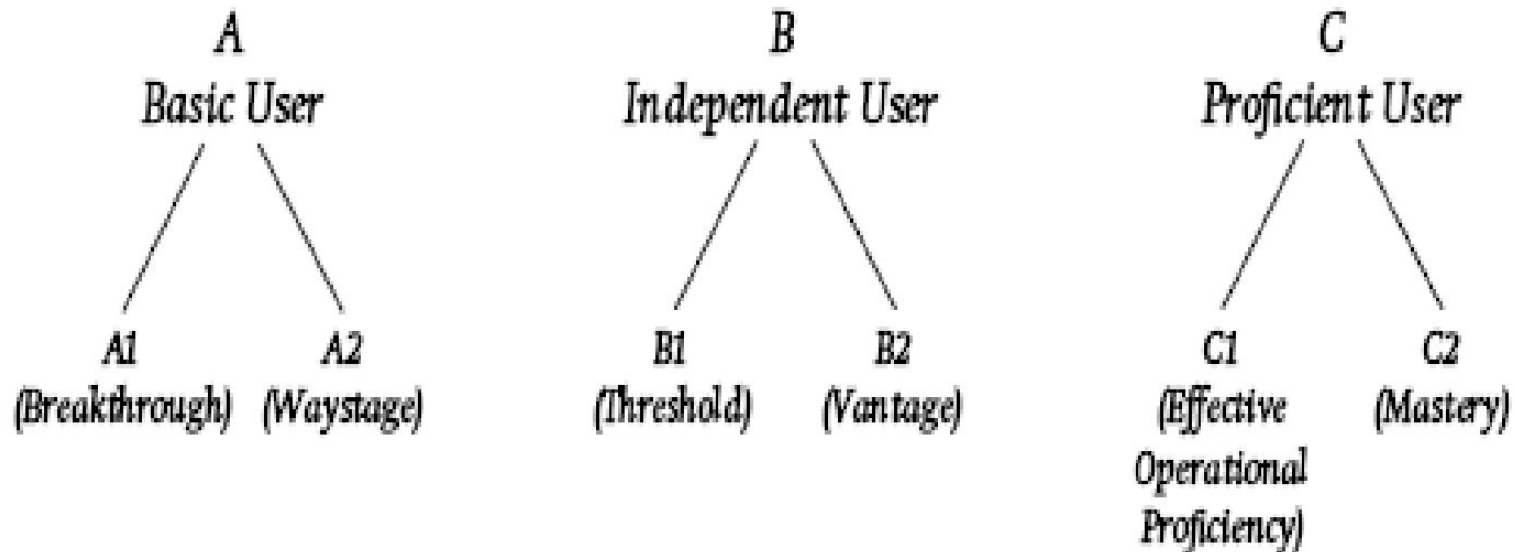 A
Basic User
B
Independent User
C
Proficient User
A1
(Breakthrough)
A2
(Waystage)
B1
(Threshold)
B2
(Vantage)
C1
(Effective
Operational
Proficiency)
C2
(Mastery)